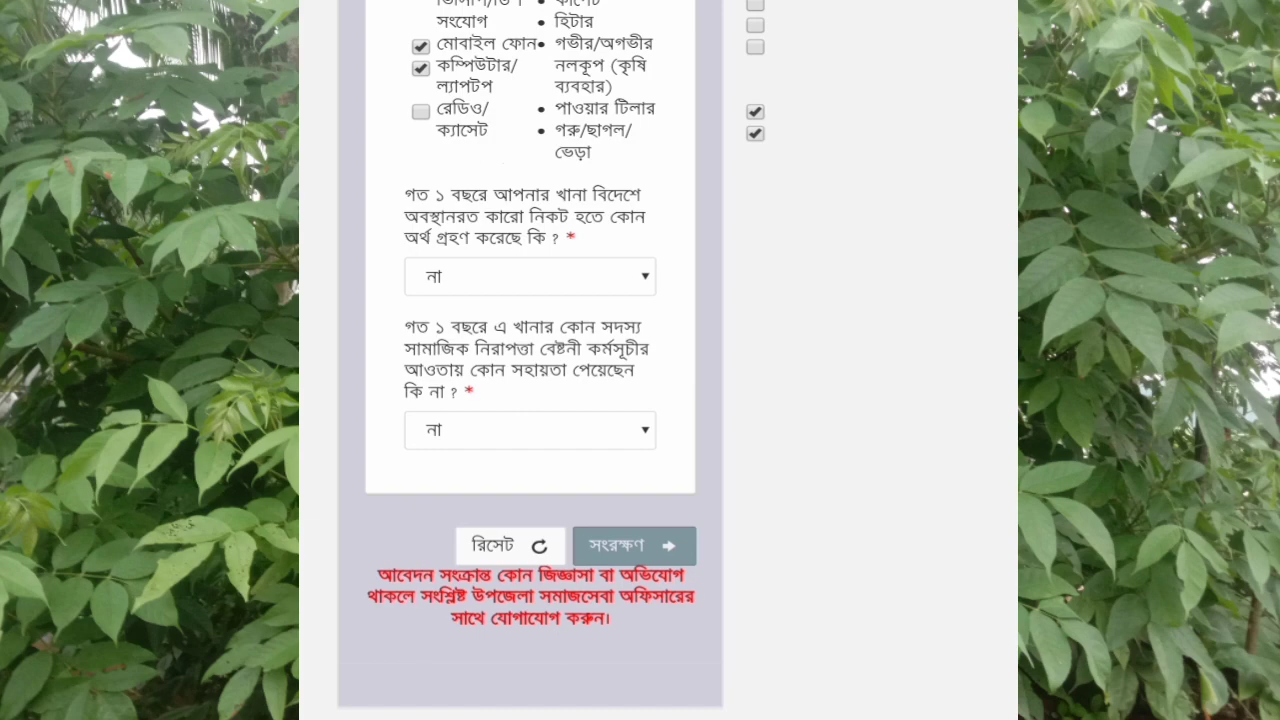 সংযোগ
মোবাইল ফোন
কম্পিউটার/
ল্যাপটপ
রেডিও/
ক্যাসেট
হিটার
গভীর/অগভীর
নলকূপ (কৃষি
ব্যবহার)
পাওয়ার টিলার
গরু/ছাগল/
ভেড়া
গত ১ বছরে আপনার খানা বিদেশে
অবস্থানরত কারো নিকট হতে কোন
অর্থ গ্রহণ করেছে কি ? *
না
গত ১ বছরে এ খানার কোন সদস্য
সামাজিক নিরাপত্তা বেষ্টনী কর্মসূচীর
আওতায় কোন সহায়তা পেয়েছেন
কি না ? *
না
রিসেট
সংরক্ষণ
আবেদন সংক্রান্ত কোন জিজ্ঞাসা বা অভিযোগ
থাকলে সংশ্লিষ্ট উপজেলা সমাজসেবা অফিসারের
সাথে যোগাযোগ করুন।